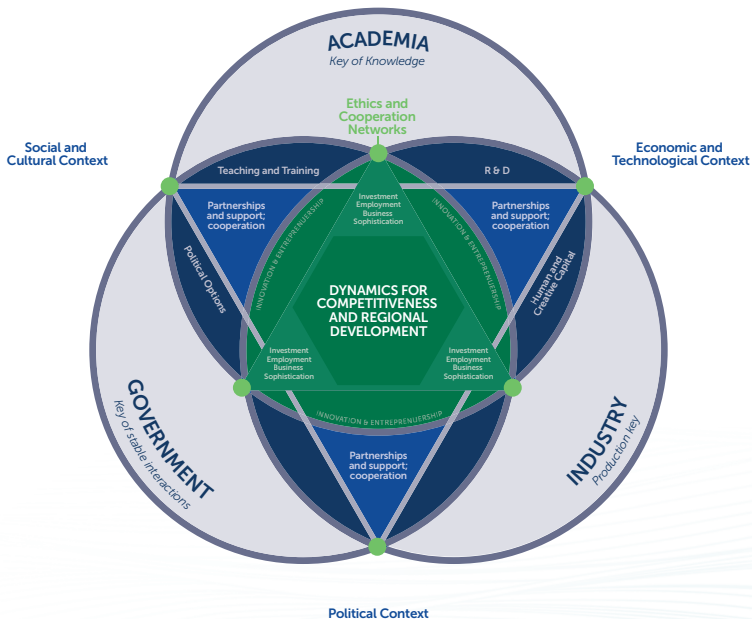 ACADEMIA
Key of Knowledge
Ethics and
Cooperation
Networks
Social and
Cultural Context
Economic and
Technological Context
Teaching and Training
R & D
Partnerships
and support;
cooperation
Investment
Employment
Business
Sophistication
Partnerships
and support;
cooperation
INNOVATION & ENTREPRENUERSHIP
INNOVATION & ENTREPRENUERSHIP
Political Options
Human and
Creative Capital
DYNAMICS FOR
COMPETITIVENESS
AND REGIONAL
DEVELOPMENT
Investment
Employment
Business
Sophistication
Investment
Employment
Business
Sophistication
INNOVATION & ENTREPRENUERSHIP
GOVERNMENT
Key of stable interactions
INDUSTRY
Production key
Partnerships
and support;
cooperation
Political Context